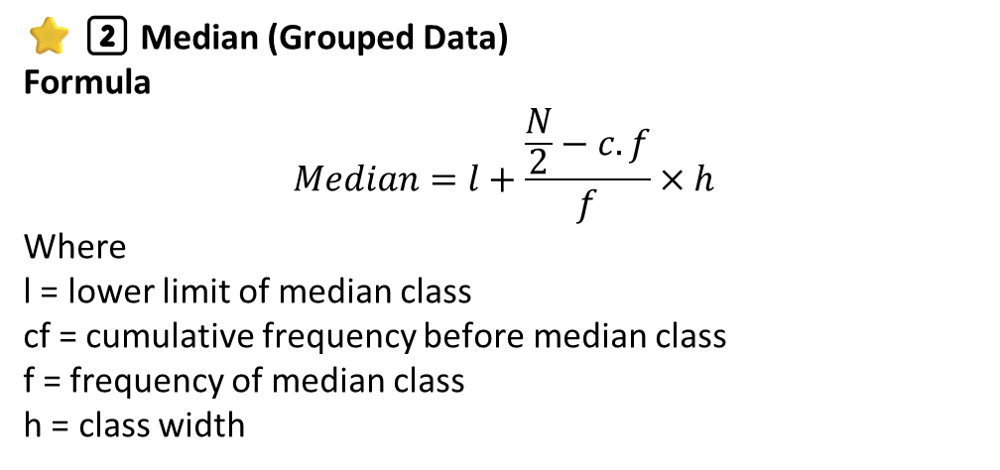 ⭐ 2️⃣ Median (Grouped Data)
Formula
Median = l + \frac{\frac{N}{2} - c.f}{f} × h
Where
l = lower limit of median class
cf = cumulative frequency before median class
f = frequency of median class
h = class width